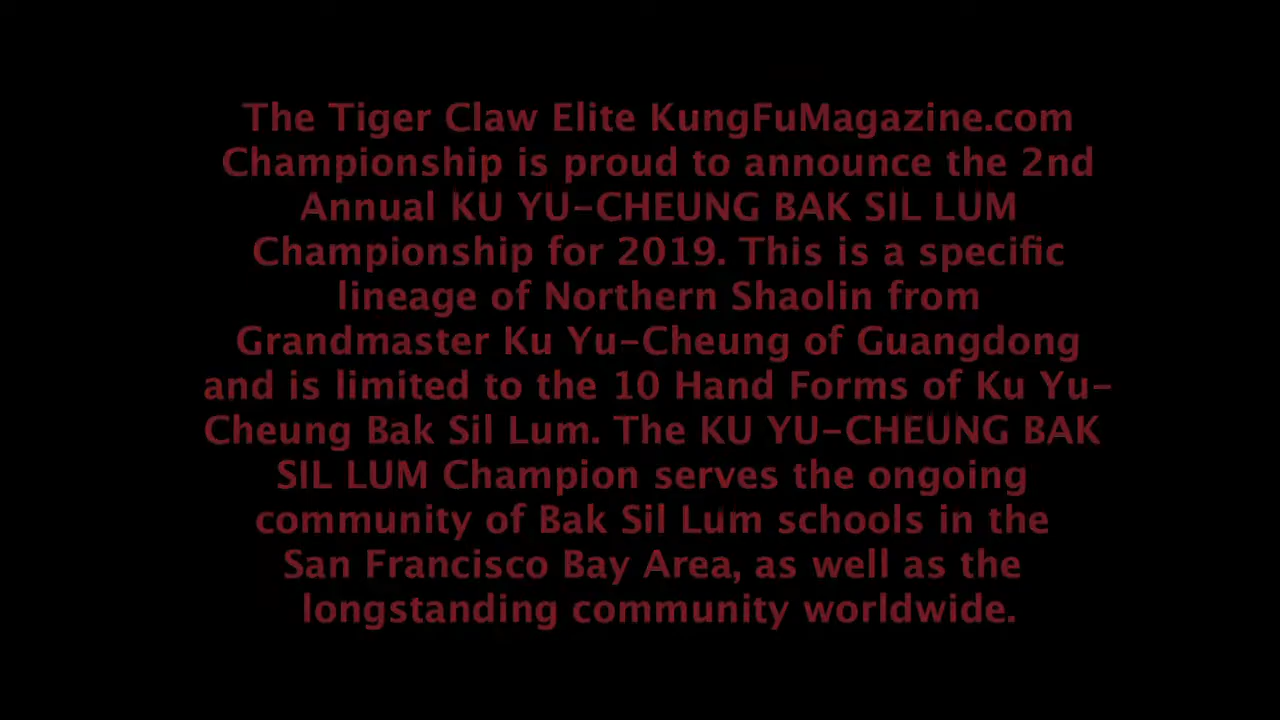 The Tiger Claw Elite KungFuMagazine.com
Championship is proud to announce the 2nd
Annual KU YU-CHEUNG BAK SIL LUM
Championship for 2019. This is a specific
lineage of Northern Shaolin from
Grandmaster Ku Yu-Cheung of Guangdong
and is limited to the 10 Hand Forms of Ku Yu-
Cheung Bak Sil Lum. The KU YU-CHEUNG BAK
SIL LUM Champion serves the ongoing
community of Bak Sil Lum schools in the
San Francisco Bay Area, as well as the
longstanding community worldwide.